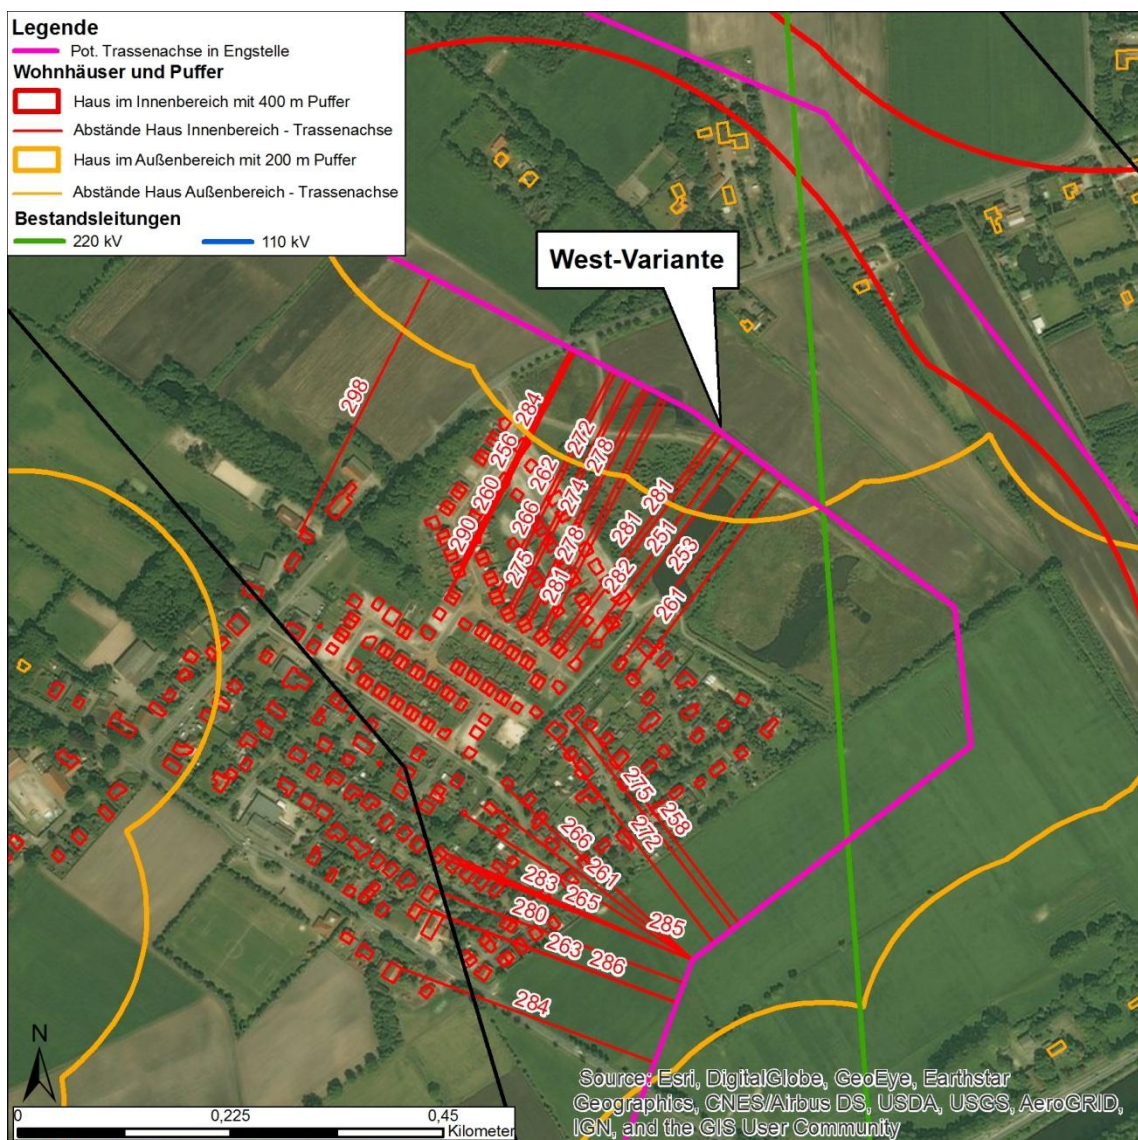 Legende
Pot. Trassenachse in Engstelle
Wohnhäuser und Puffer
Haus im Innenbereich mit 400 m Puffer
Abstände Haus Innenbereich - Trassenachse
Haus im Außenbereich mit 200 m Puffer
Abstände Haus Außenbereich - Trassenachse
Bestandsleitungen
220 kV 110 kV
West-Variante
298
284
256
260
290
272
262
266
275
278
274
278
281
281
281
282
251
253
261
275
258
272
266
261
283
265
285
280
263
286
284
N
0 0,225 0,45
Kilometer
Source: Esri, DigitalGlobe, GeoEye, Earthstar
Geographics, CNES/Airbus DS, USDA, USGS, AeroGRID,
IGN, and the GIS User Community